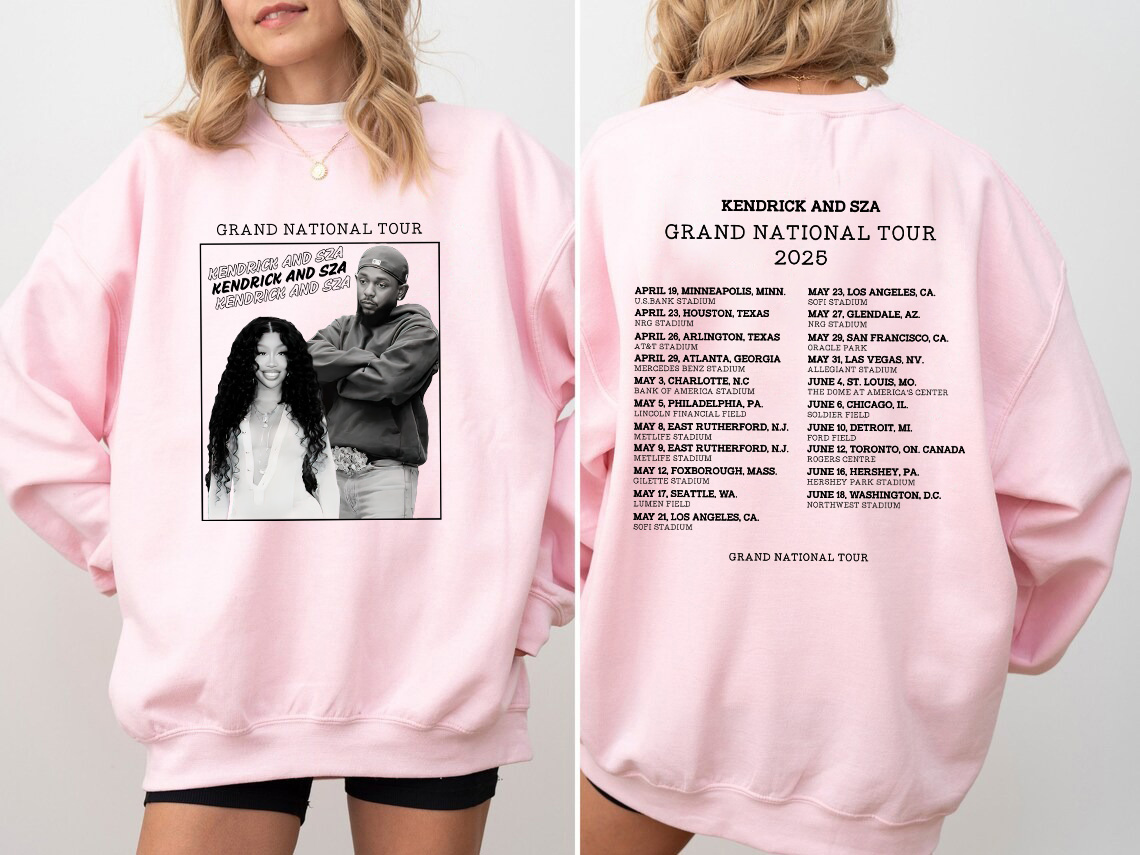 GRAND NATIONAL TOUR
KENDRICK AND SZA
KENDRICK AND SZA
KENDRICK AND SZA
KENDRICK AND SZA
GRAND NATIONAL TOUR
2025
APRIL 19, MINNEAPOLIS, MINN.
U.S.BANK STADIUM
APRIL 23, HOUSTON, TEXAS
NRG STADIUM
APRIL 26, ARLINGTON, TEXAS
AT&T STADIUM
APRIL 29, ATLANTA, GEORGIA
MERCEDES BENZ STADIUM
MAY 3, CHARLOTTE, N.C
BANK OF AMERICA STADIUM
MAY 5, PHILADELPHIA, PA.
LINCOLN FINANCIAL FIELD
MAY 8, EAST RUTHERFORD, N.J.
METLIFE STADIUM
MAY 9, EAST RUTHERFORD, N.J.
METLIFE STADIUM
MAY 12, FOXBOROUGH, MASS.
GILETTE STADIUM
MAY 17, SEATTLE, WA.
LUMEN FIELD
MAY 21, LOS ANGELES, CA.
SOFI STADIUM
MAY 23, LOS ANGELES, CA.
SOFI STADIUM
MAY 27, GLENDALE, AZ.
NRG STADIUM
MAY 29, SAN FRANCISCO, CA.
ORACLE PARK
MAY 31, LAS VEGAS, NV.
ALLEGIANT STADIUM
JUNE 4, ST. LOUIS, MO.
THE DOME AT AMERICA'S CENTER
JUNE 6, CHICAGO, IL.
SOLDIER FIELD
JUNE 10, DETROIT, MI.
FORD FIELD
JUNE 12, TORONTO, ON. CANADA
ROGERS CENTRE
JUNE 16, HERSHEY, PA.
HERSHEY PARK STADIUM
JUNE 18, WASHINGTON, D.C.
NORTHWEST STADIUM
GRAND NATIONAL TOUR